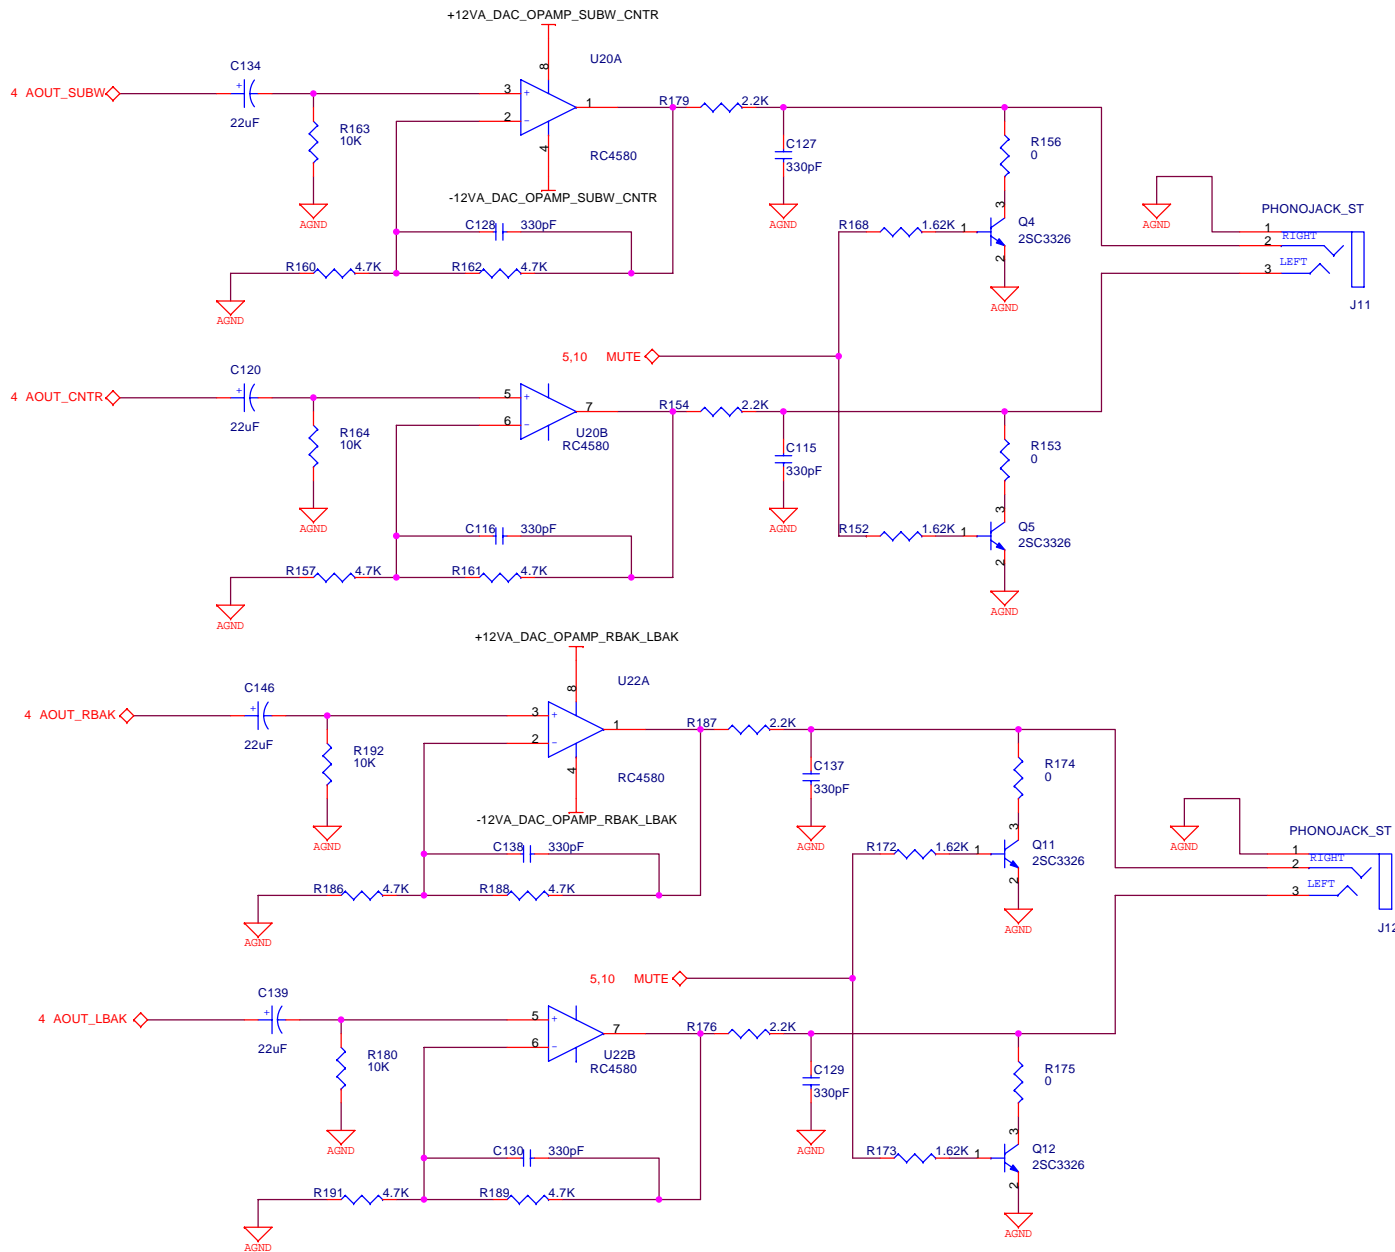 +12VA_DAC_OPAMP_SUBW_CNTR
U20A
C134
8
4 AOUT_SUBW
+
3
+
1
R179
2.2K
22uF
2
−
R163
10K
C127
330pF
R156
0
4
RC4580
-12VA_DAC_OPAMP_SUBW_CNTR
AGND
AGND
AGND
3
PHONOJACK_ST
C128
330pF
R168
1.62K
1
Q4
2SC3326
1
RIGHT
2
2
LEFT
3
R160
4.7K
R162
4.7K
AGND
AGND
J11
5,10
MUTE
C120
4 AOUT_CNTR
+
5
+
7
R154
2.2K
22uF
6
−
R164
10K
U20B
RC4580
C115
330pF
R153
0
AGND
AGND
3
C116
330pF
R152
1.62K
1
Q5
2SC3326
2
R157
4.7K
R161
4.7K
AGND
AGND
+12VA_DAC_OPAMP_RBAK_LBAK
U22A
C146
8
4 AOUT_RBAK
+
3
+
1
R187
2.2K
22uF
2
−
R192
10K
C137
330pF
R174
0
4
RC4580
-12VA_DAC_OPAMP_RBAK_LBAK
AGND
AGND
AGND
3
PHONOJACK_ST
C138
330pF
R172
1.62K
1
Q11
2SC3326
1
RIGHT
2
2
LEFT
3
R186
4.7K
R188
4.7K
AGND
AGND
J12
5,10
MUTE
C139
4 AOUT_LBAK
+
5
+
7
R176
2.2K
22uF
6
−
R180
10K
U22B
RC4580
C129
330pF
R175
0
AGND
AGND
3
C130
330pF
R173
1.62K
1
Q12
2SC3326
2
R191
4.7K
R189
4.7K
AGND
AGND